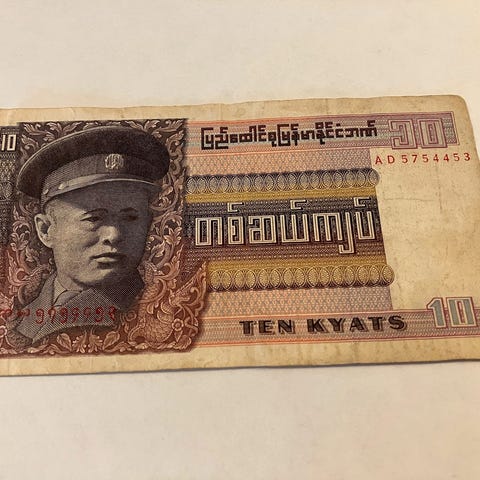 10
ပြည်ထောင်စုမြန်မာနိုင်ငံဘဏ်
၁၀
AD 5754453
တစ်ဆယ်ကျပ်
TEN KYATS
10